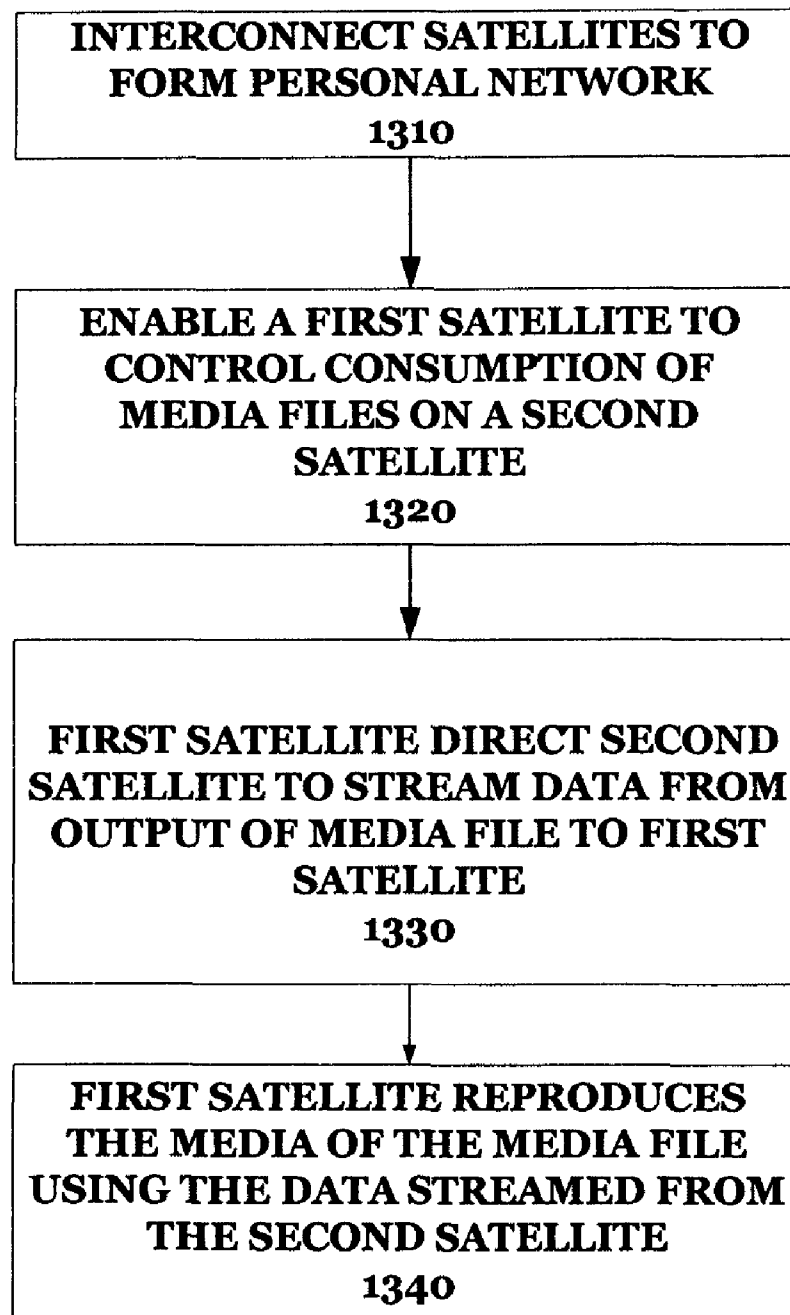 INTERCONNECT SATELLITES TO
FORM PERSONAL NETWORK
1310
ENABLE A FIRST SATELLITE TO
CONTROL CONSUMPTION OF
MEDIA FILES ON A SECOND
SATELLITE
1320
FIRST SATELLITE DIRECT SECOND
SATELLITE TO STREAM DATA FROM
OUTPUT OF MEDIA FILE TO FIRST
SATELLITE
1330
FIRST SATELLITE REPRODUCES
THE MEDIA OF THE MEDIA FILE
USING THE DATA STREAMED FROM
THE SECOND SATELLITE
1340